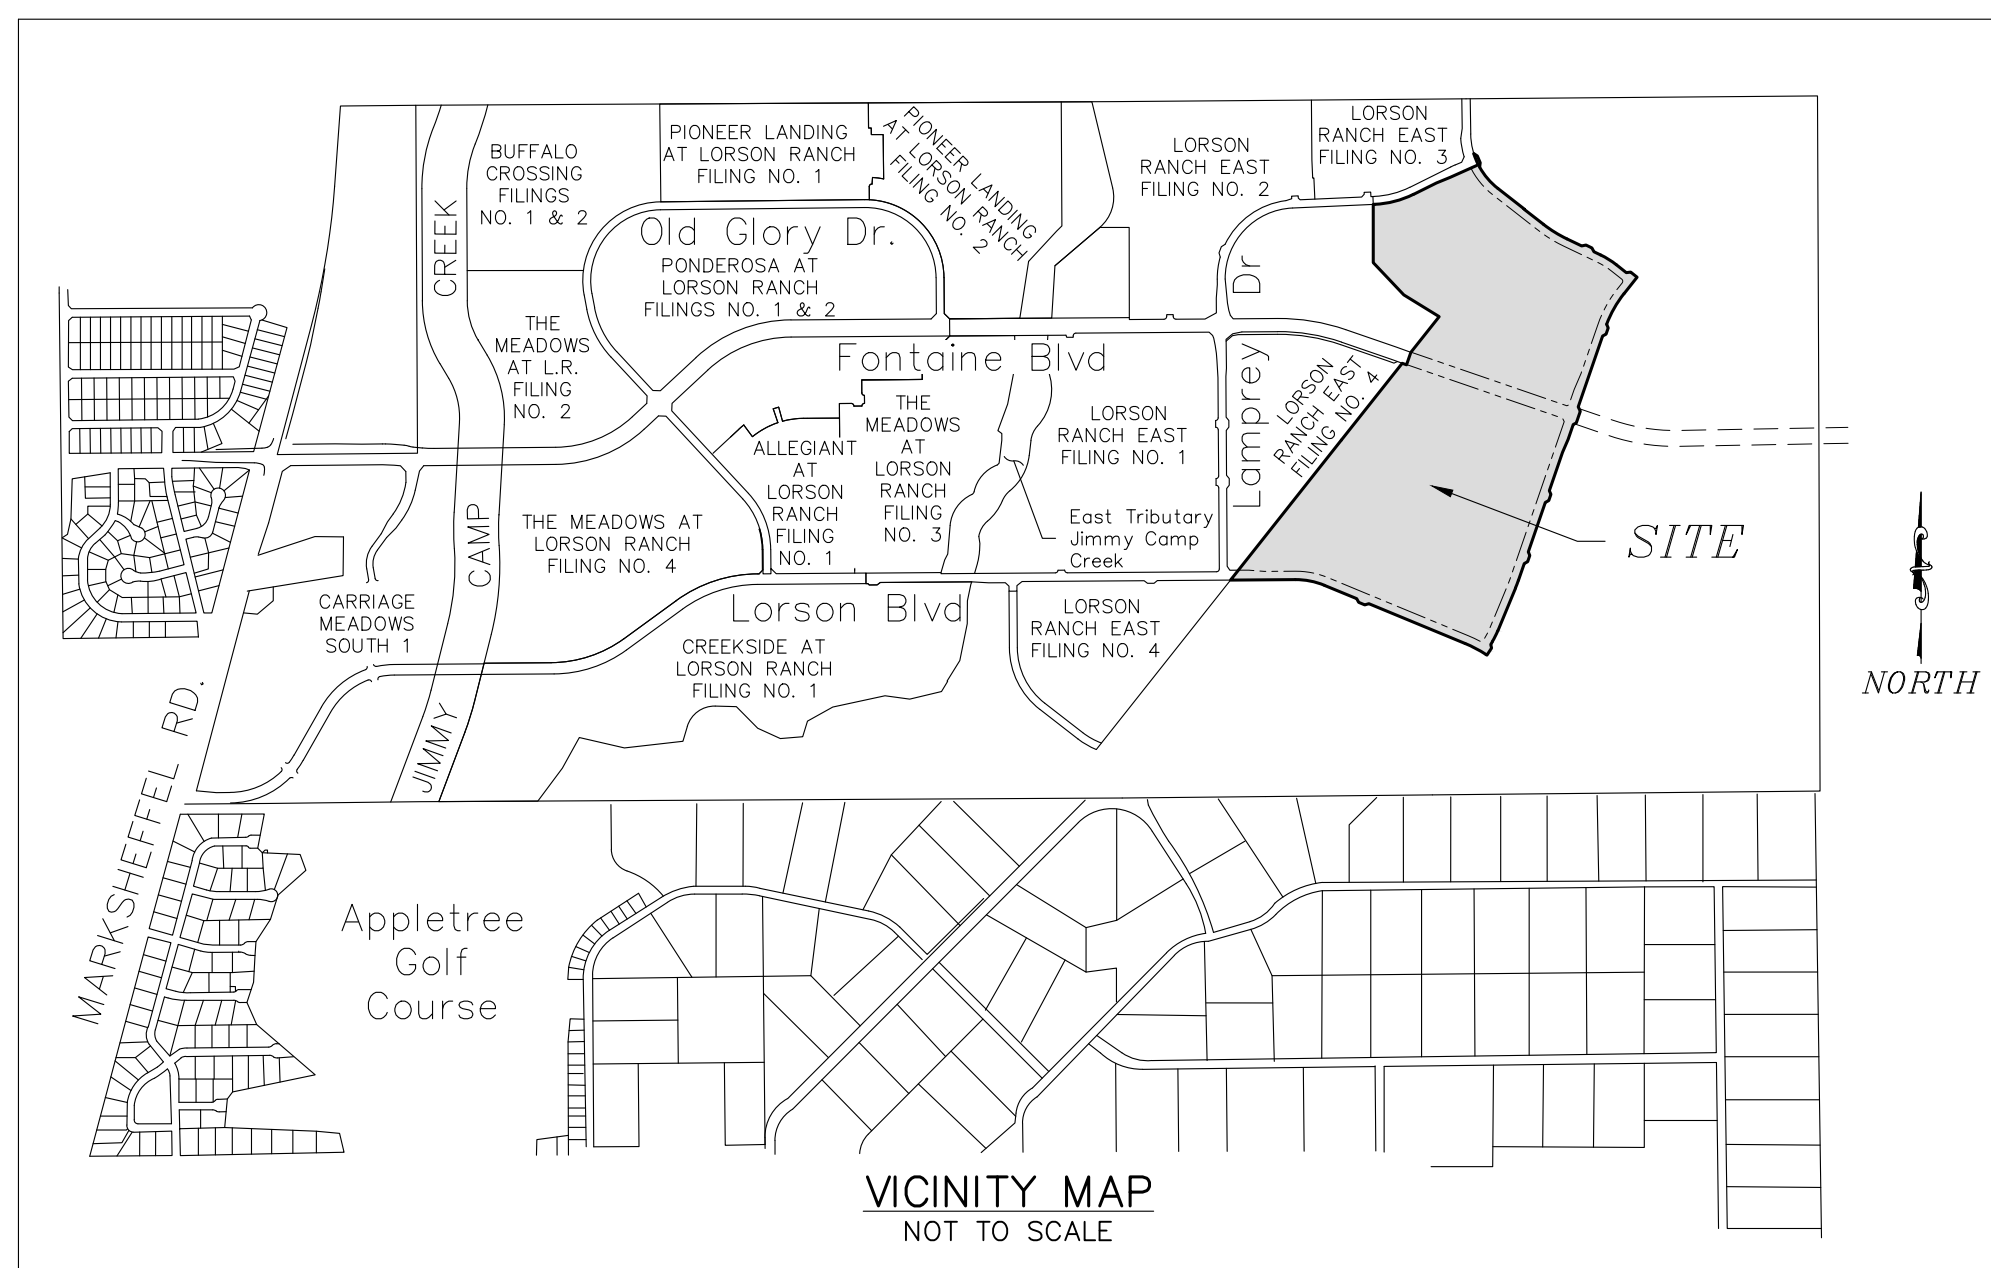 LORSON
RANCH EAST
FILING NO. 3
PIONEER LANDING
AT LORSON RANCH
FILING NO. 1
PIONEER LANDING
AT LORSON RANCH
FILING NO. 2
LORSON
RANCH EAST
FILING NO. 2
BUFFALO
CROSSING
FILINGS
NO. 1 & 2
CREEK
Old Glory Dr.
PONDEROSA AT
LORSON RANCH
FILINGS NO. 1 & 2
THE
MEADOWS
AT L.R.
FILING
NO. 2
Fontaine Blvd
Lamprey Dr
LORSON
RANCH EAST
FILING NO. 4
THE
MEADOWS
AT
LORSON
RANCH
FILING
NO. 3
LORSON
RANCH EAST
FILING NO. 1
ALLEGIANT
AT
LORSON
RANCH
FILING
NO. 1
East Tributary
Jimmy Camp
Creek
SITE
THE MEADOWS AT
LORSON RANCH
FILING NO. 4
CAMP
CARRIAGE
MEADOWS
SOUTH 1
Lorson Blvd
LORSON
RANCH EAST
FILING NO. 4
CREEKSIDE AT
LORSON RANCH
FILING NO. 1
NORTH
JIMMY
MARKSHEFFEL RD.
Appletree
Golf
Course
VICINITY MAP
NOT TO SCALE